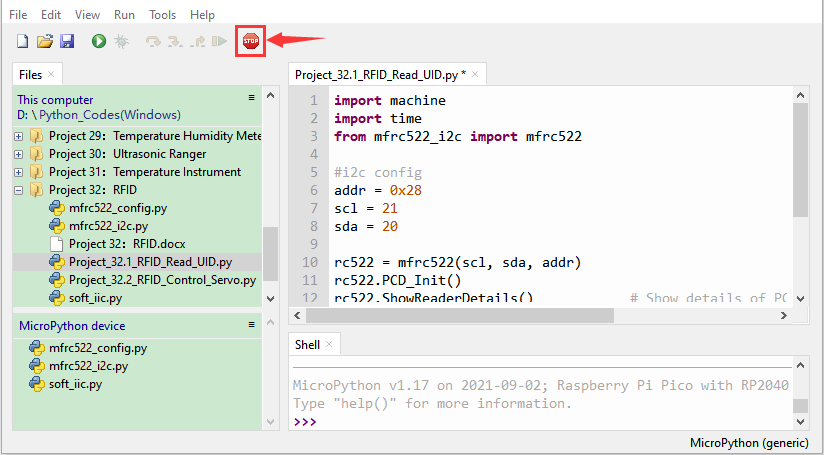 File Edit View Run Tools Help
STOP
Files ×
This computer ≡
D: \ Python_Codes(Windows)
Project 29: Temperature Humidity Mete
Project 30: Ultrasonic Ranger
Project 31: Temperature Instrument
Project 32: RFID
mfrc522_config.py
mfrc522_i2c.py
Project 32: RFID.docx
Project_32.1_RFID_Read_UID.py
Project_32.2_RFID_Control_Servo.py
soft_iic.py
MicroPython device ≡
mfrc522_config.py
mfrc522_i2c.py
soft_iic.py
Project_32.1_RFID_Read_UID.py * ×
1 import machine
2 import time
3 from mfrc522_i2c import mfrc522
4
5 #i2c config
6 addr = 0x28
7 scl = 21
8 sda = 20
9
10 rc522 = mfrc522(scl, sda, addr)
11 rc522.PCD_Init()
12 rc522.ShowReaderDetails() # Show details of PC
Shell ×
MicroPython v1.17 on 2021-09-02; Raspberry Pi Pico with RP2040
Type "help()" for more information.
>>>
MicroPython (generic)